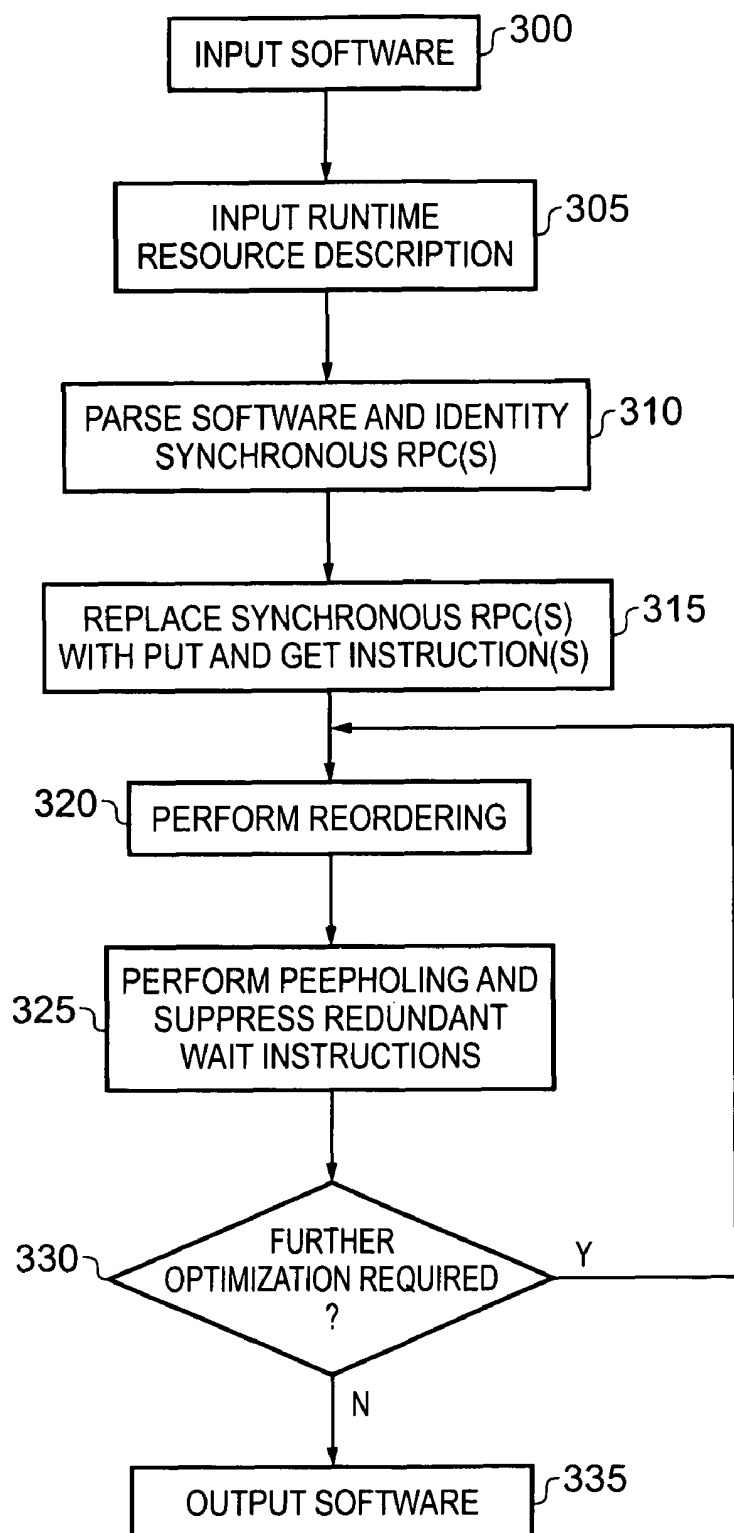 INPUT SOFTWARE
300
INPUT RUNTIME
RESOURCE DESCRIPTION
305
PARSE SOFTWARE AND IDENTITY
SYNCHRONOUS RPC(S)
310
REPLACE SYNCHRONOUS RPC(S)
WITH PUT AND GET INSTRUCTION(S)
315
320
PERFORM REORDERING
325
PERFORM PEEPHOLING AND
SUPPRESS REDUNDANT
WAIT INSTRUCTIONS
330
FURTHER
OPTIMIZATION REQUIRED
?
Y
N
OUTPUT SOFTWARE
335